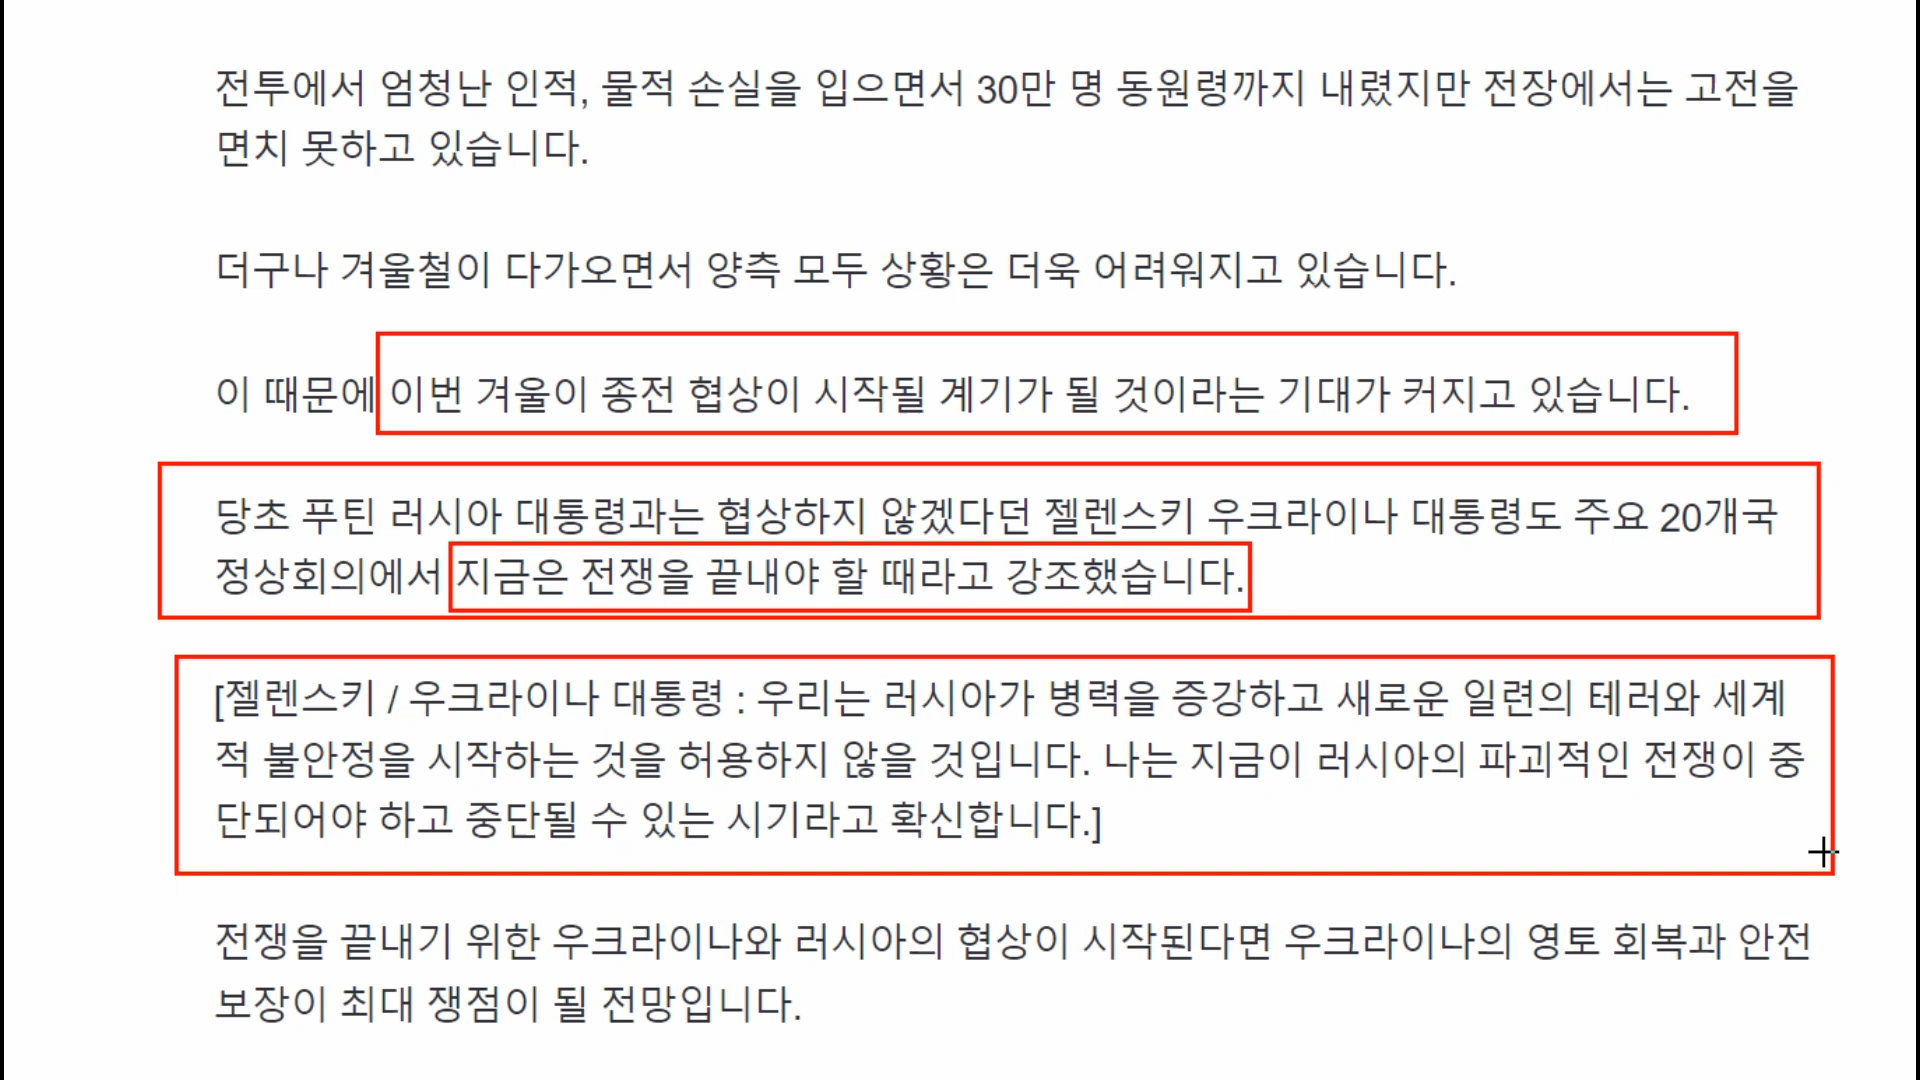 전투에서 엄청난 인적, 물적 손실을 입으면서 30만 명 동원령까지 내렸지만 전장에서는 고전을
면치 못하고 있습니다.
더구나 겨울철이 다가오면서 양측 모두 상황은 더욱 어려워지고 있습니다.
이 때문에 이번 겨울이 종전 협상이 시작될 계기가 될 것이라는 기대가 커지고 있습니다.
당초 푸틴 러시아 대통령과는 협상하지 않겠다던 젤렌스키 우크라이나 대통령도 주요 20개국
정상회의에서 지금은 전쟁을 끝내야 할 때라고 강조했습니다.
[젤렌스키 / 우크라이나 대통령 : 우리는 러시아가 병력을 증강하고 새로운 일련의 테러와 세계
적 불안정을 시작하는 것을 허용하지 않을 것입니다. 나는 지금이 러시아의 파괴적인 전쟁이 중
단되어야 하고 중단될 수 있는 시기라고 확신합니다.]
전쟁을 끝내기 위한 우크라이나와 러시아의 협상이 시작된다면 우크라이나의 영토 회복과 안전
보장이 최대 쟁점이 될 전망입니다.